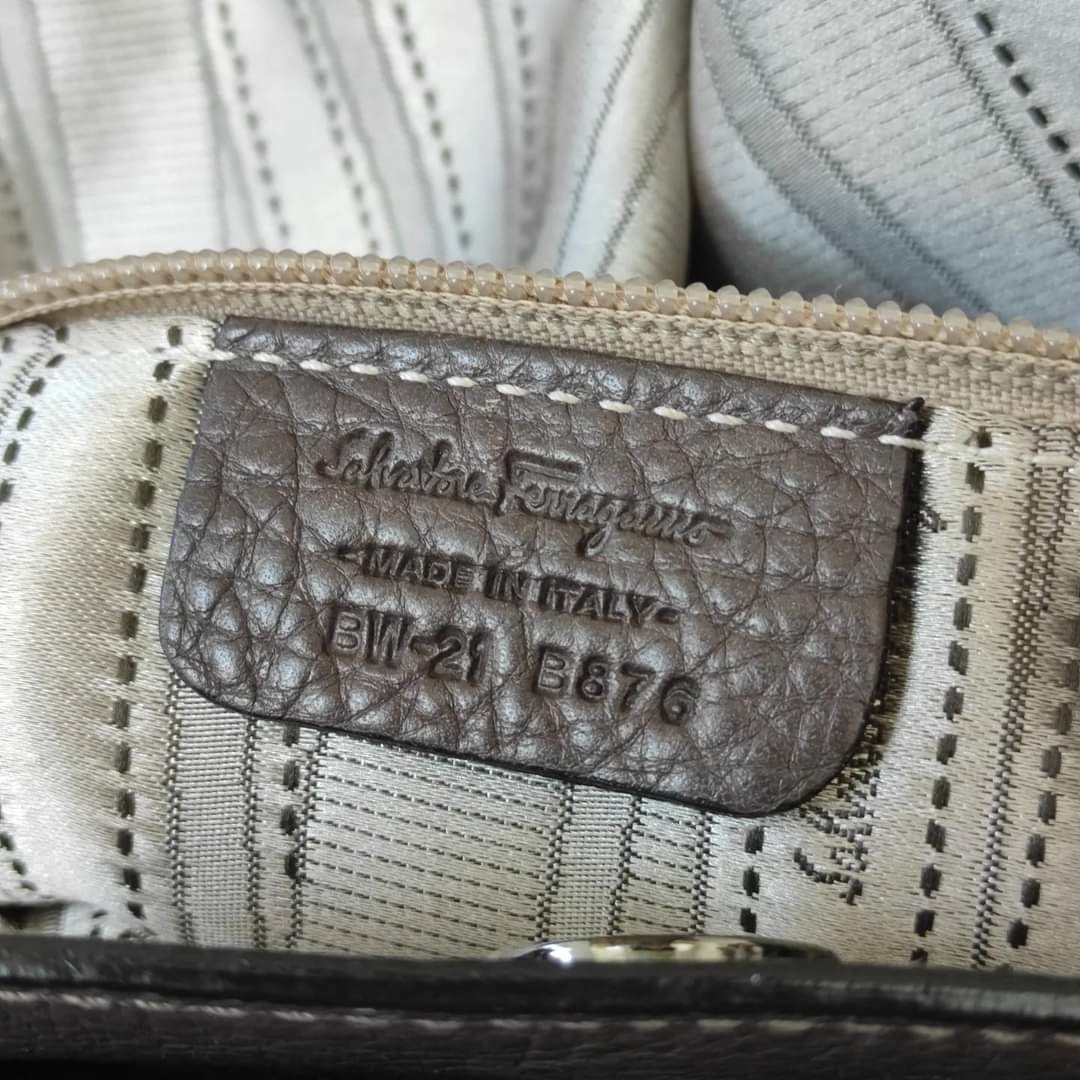 Salvatore Ferragamo
-MADE IN ITALY-
BW-21 B876